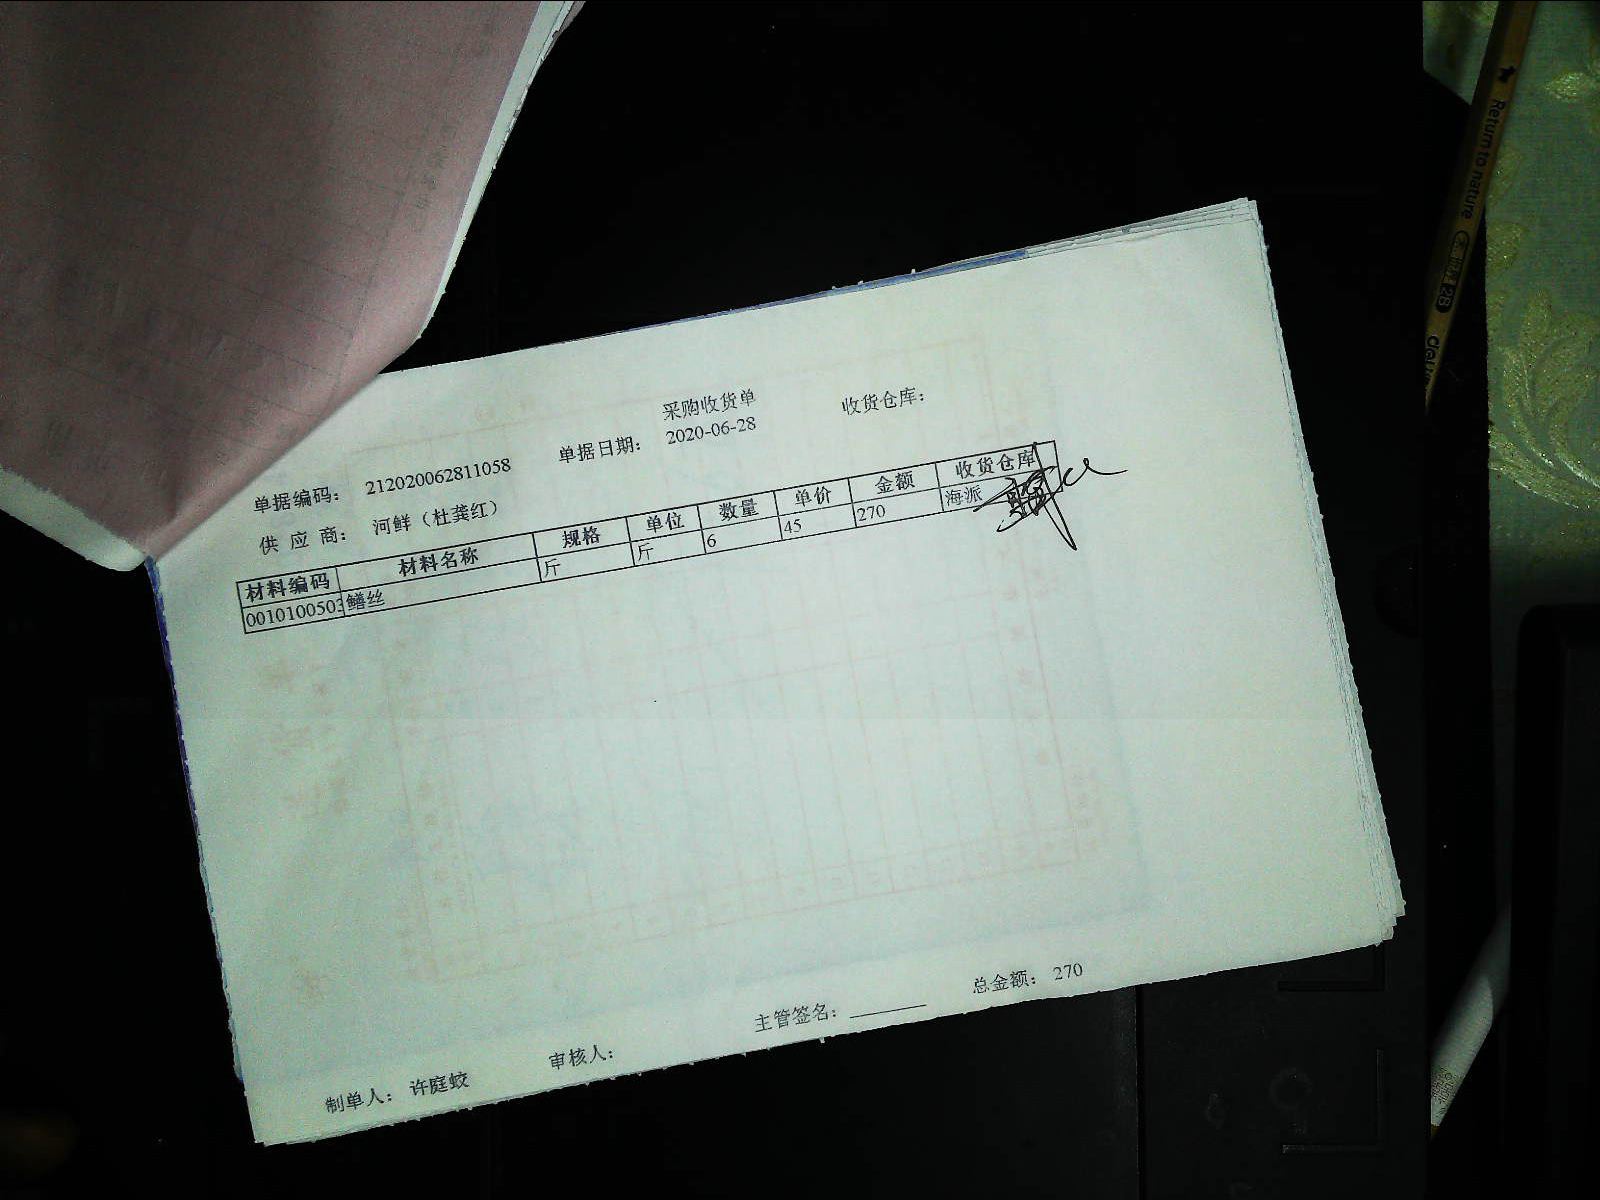 采购收货单
单据编码： 212020062811058 单据日期： 2020-06-28 收货仓库：
供 应 商： 河鲜（杜龚红）
材料编码 材料名称 规格 单位 数量 单价 金额 收货仓库
001010050 鳝丝 斤 斤 6 45 270 海派
总金额： 270
制单人： 许庭蛟 审核人： 主管签名：
Return to nature
2B
deli